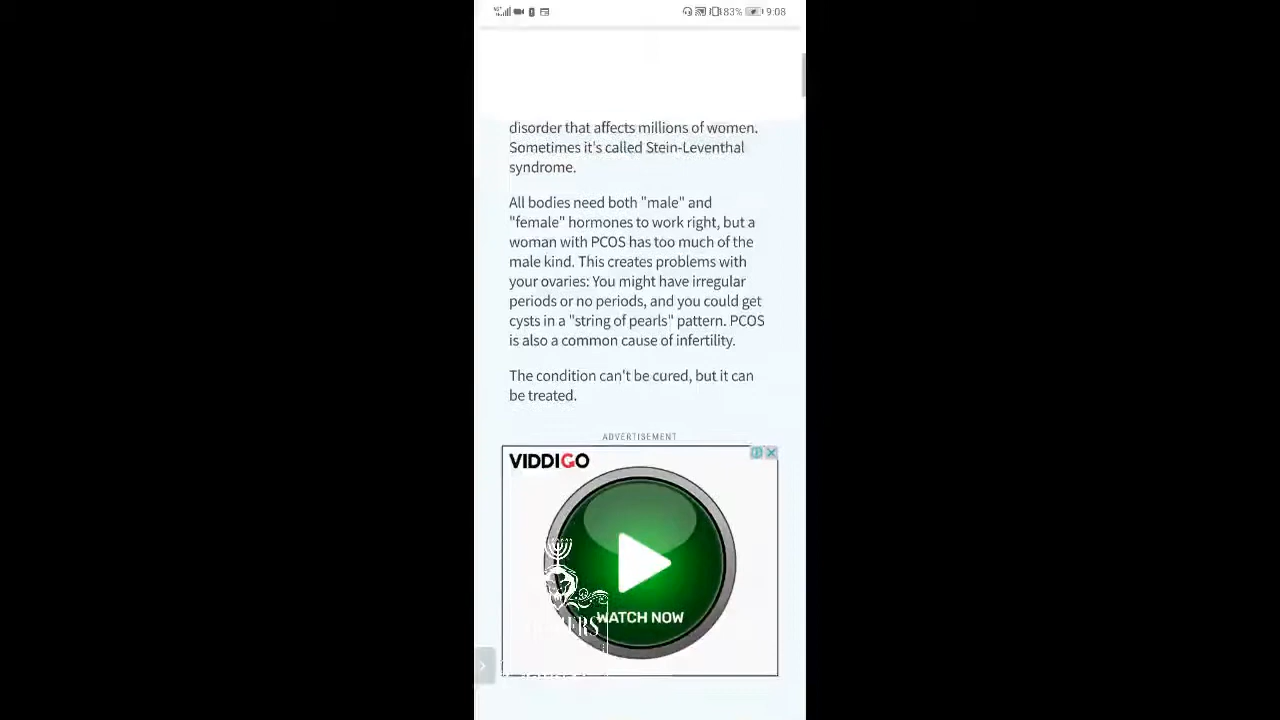 83% 9:08
disorder that affects millions of women.
Sometimes it's called Stein-Leventhal
syndrome.
All bodies need both "male" and
"female" hormones to work right, but a
woman with PCOS has too much of the
male kind. This creates problems with
your ovaries: You might have irregular
periods or no periods, and you could get
cysts in a "string of pearls" pattern. PCOS
is also a common cause of infertility.
The condition can't be cured, but it can
be treated.
ADVERTISEMENT
VIDDIGO
WATCH NOW